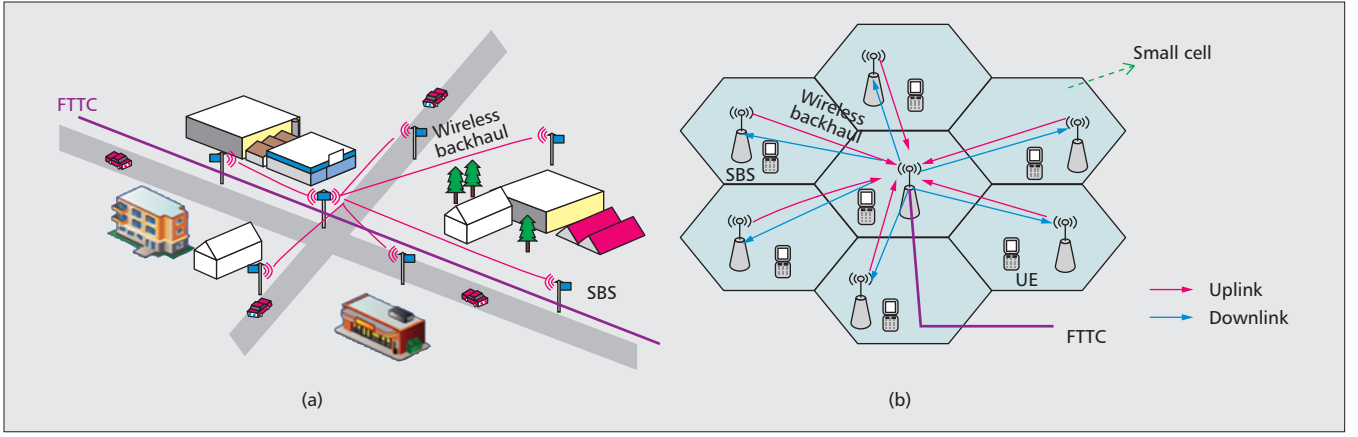 FTTC
Wireless
backhaul
SBS
(a)
Small cell
Wireless
backhaul
SBS
UE
Uplink
Downlink
FTTC
(b)